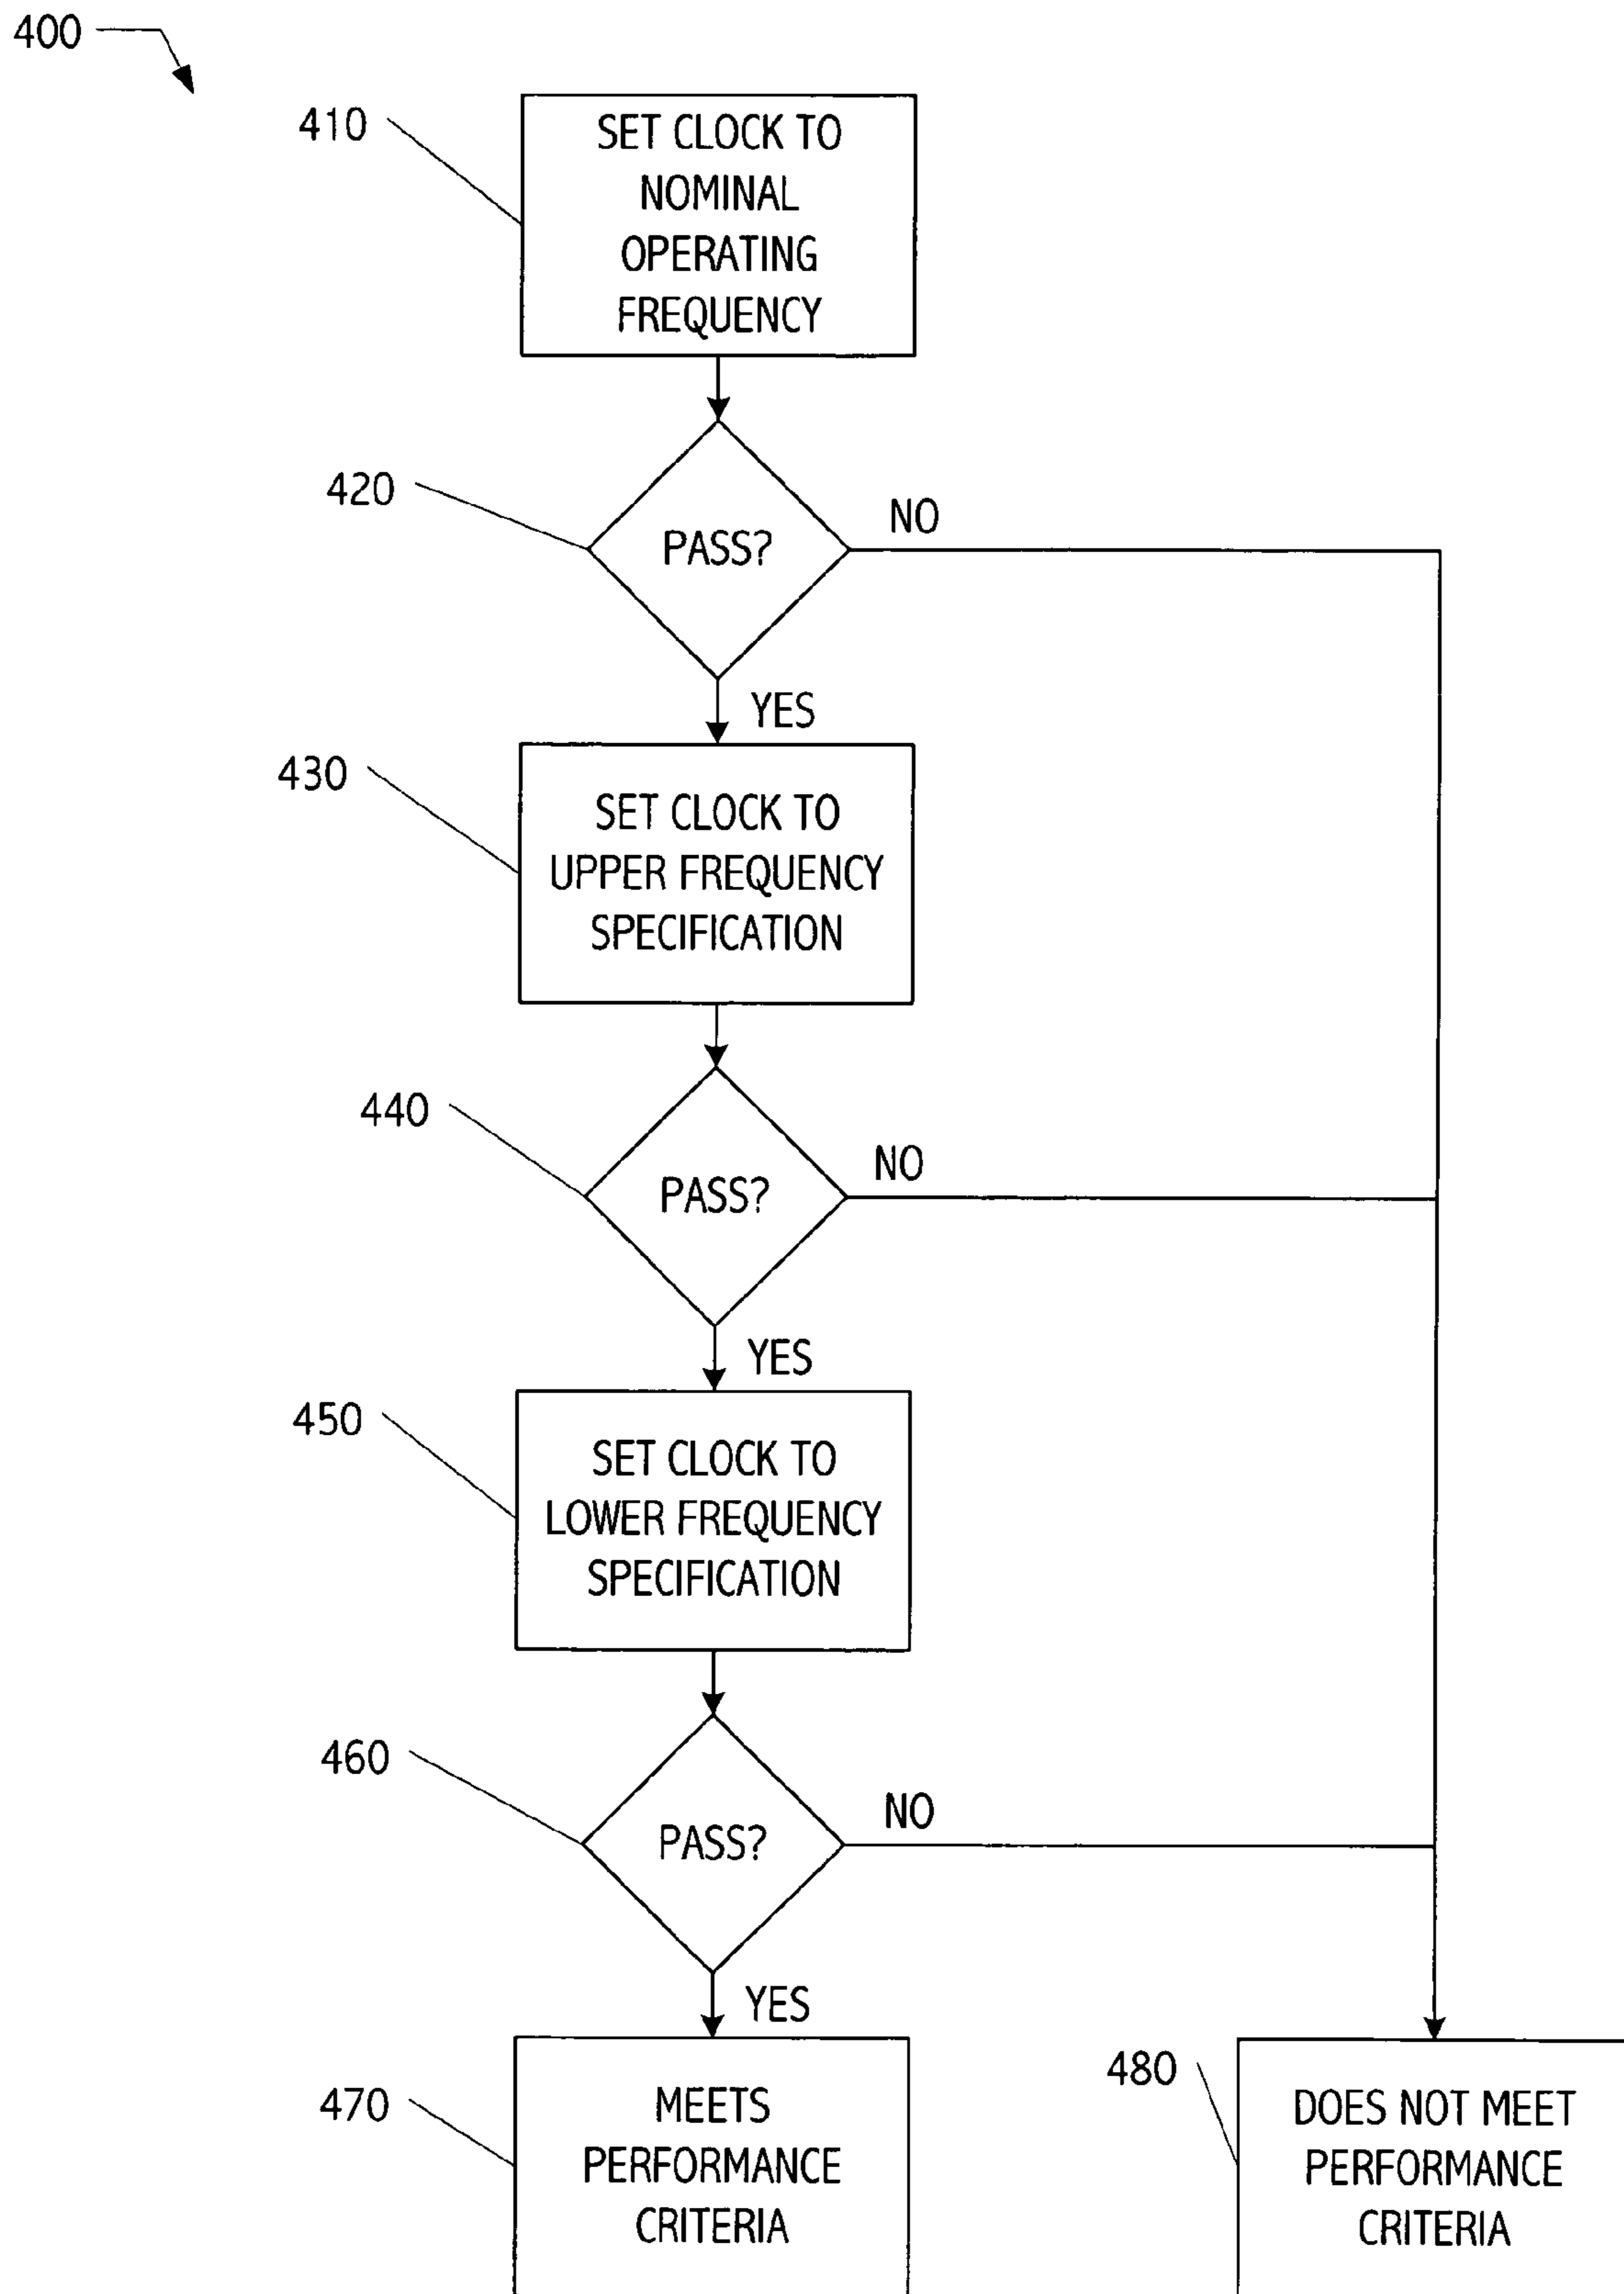 400
410
SET CLOCK TO
NOMINAL
OPERATING
FREQUENCY
420
PASS?
NO
YES
430
SET CLOCK TO
UPPER FREQUENCY
SPECIFICATION
440
PASS?
NO
YES
450
SET CLOCK TO
LOWER FREQUENCY
SPECIFICATION
460
PASS?
NO
YES
470
MEETS
PERFORMANCE
CRITERIA
480
DOES NOT MEET
PERFORMANCE
CRITERIA